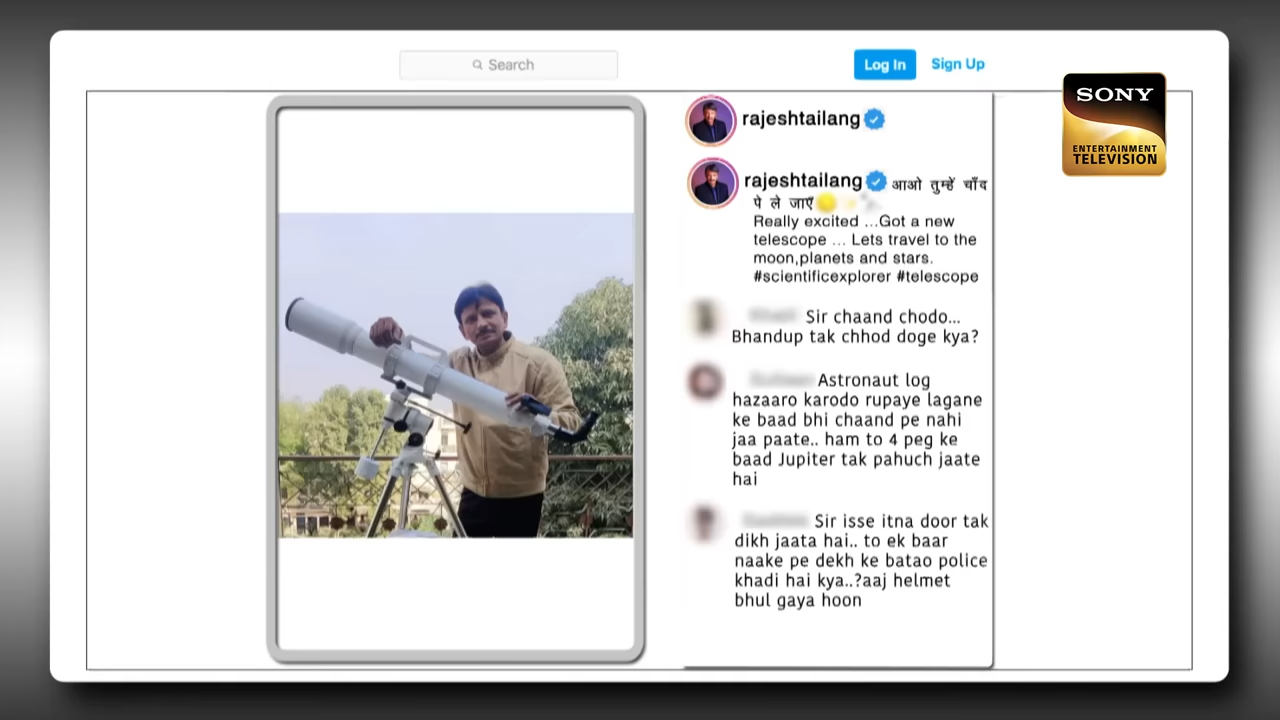 Search
Log In
Sign Up
SONY
ENTERTAINMENT
TELEVISION
rajeshtailang
rajeshtailang आओ तुम्हें चाँद
पे ले जाएँ
Really excited ...Got a new
telescope ... Lets travel to the
moon,planets and stars.
#scientificexplorer #telescope
Sir chaand chodo...
Bhandup tak chhod doge kya?
Astronaut log
hazaaro karodo rupaye lagane
ke baad bhi chaand pe nahi
jaa paate.. ham to 4 peg ke
baad Jupiter tak pahuch jaate
hai
Sir isse itna door tak
dikh jaata hai.. to ek baar
naake pe dekh ke batao police
khadi hai kya..?aaj helmet
bhul gaya hoon